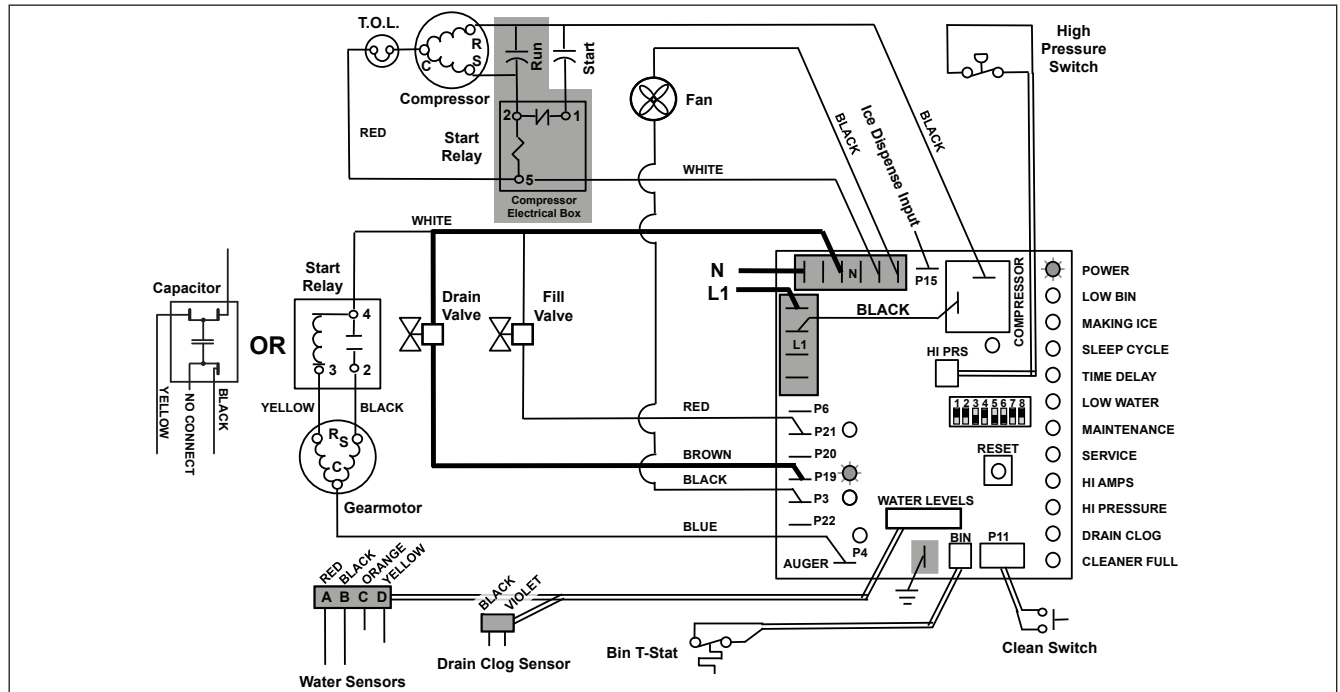 T.O.L.
R
S
C
Compressor
Run
Start
2
1
5
Start
Relay
Compressor
Electrical Box
RED
WHITE
Fan
BLACK
Ice Dispense Input
BLACK
High
Pressure
Switch
WHITE
Capacitor
YELLOW
NO CONNECT
BLACK
OR
Start
Relay
4
3
2
YELLOW
BLACK
R
S
C
Gearmotor
Drain
Valve
Fill
Valve
N
L1
N
L1
P15
BLACK
COMPRESSOR
HI PRS
1 2 3 4 5 6 7 8
RESET
RED
BROWN
BLACK
BLUE
P6
P21
P20
P19
P3
P22
P4
AUGER
WATER LEVELS
BIN
P11
POWER
LOW BIN
MAKING ICE
SLEEP CYCLE
TIME DELAY
LOW WATER
MAINTENANCE
SERVICE
HI AMPS
HI PRESSURE
DRAIN CLOG
CLEANER FULL
RED
BLACK
ORANGE
YELLOW
A B C D
Water Sensors
BLACK
VIOLET
Drain Clog Sensor
Bin T-Stat
Clean Switch